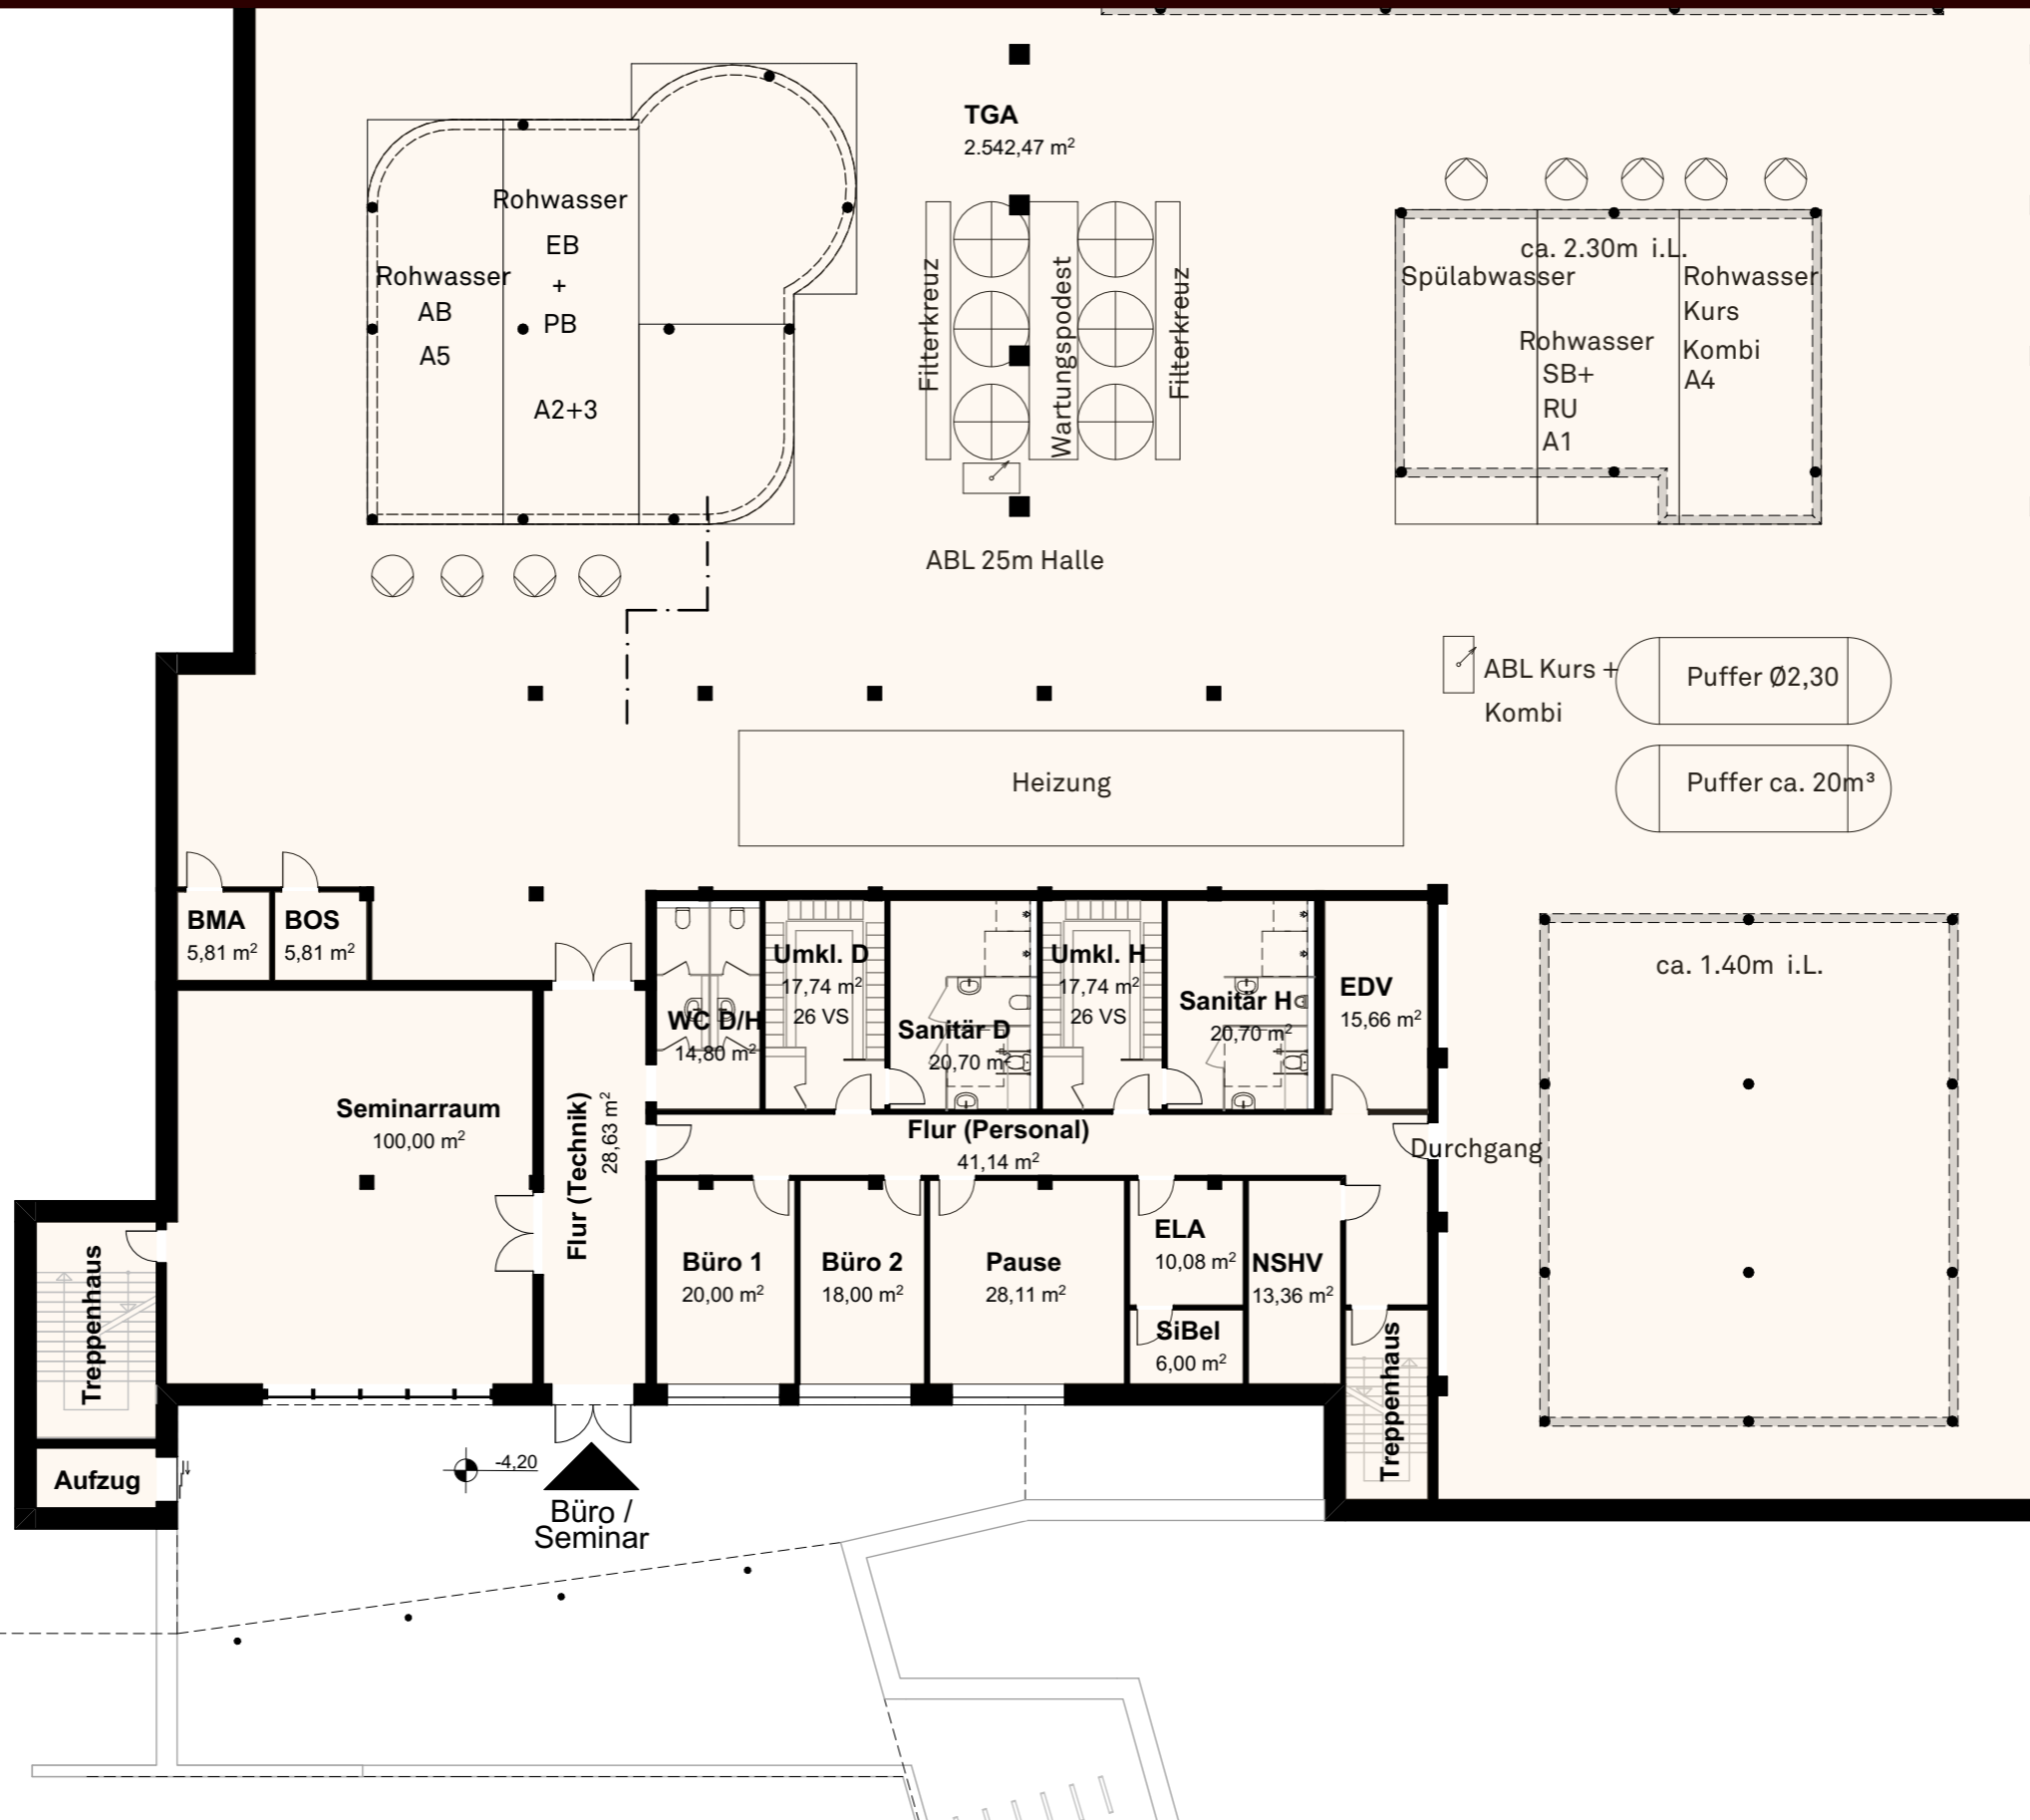 TGA
2.542,47 m²
Rohwasser
EB
+
PB
A2+3
Rohwasser
AB
A5
Filterkreuz
Wartungspodest
Filterkreuz
ABL 25m Halle
ca. 2.30m i.L.
Spülabwasser
Rohwasser
SB+
RU
A1
Rohwasser
Kurs
Kombi
A4
ABL Kurs +
Kombi
Puffer Ø2,30
Puffer ca. 20m³
Heizung
BMA
5,81 m²
BOS
5,81 m²
WC D/H
14,80 m²
Umkl. D
17,74 m²
26 VS
Sanitär D
20,70 m²
Umkl. H
17,74 m²
26 VS
Sanitär H
20,70 m²
EDV
15,66 m²
ca. 1.40m i.L.
Seminarraum
100,00 m²
Flur (Technik)
28,63 m²
Flur (Personal)
41,14 m²
Durchgang
Büro 1
20,00 m²
Büro 2
18,00 m²
Pause
28,11 m²
ELA
10,08 m²
NSHV
13,36 m²
SiBel
6,00 m²
Treppenhaus
Treppenhaus
Aufzug
-4,20
Büro /
Seminar